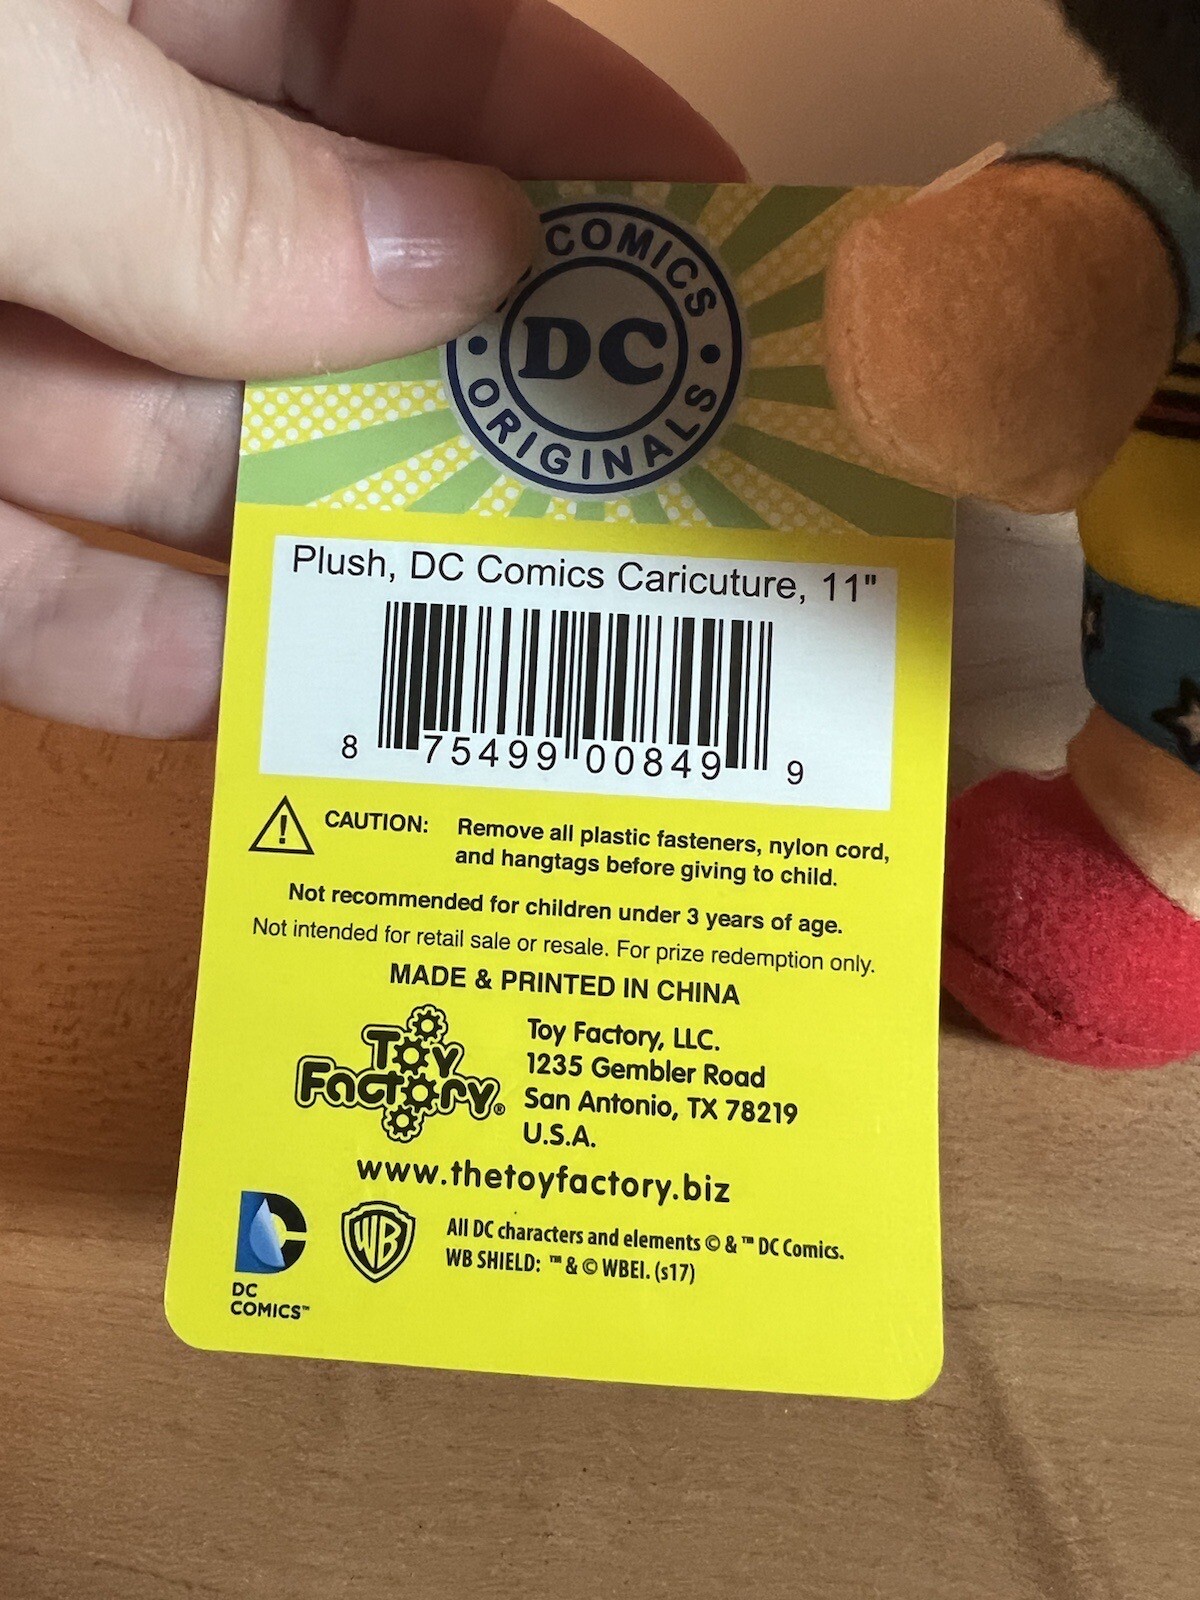 COMICS
DC
ORIGINALS
Plush, DC Comics Caricuture, 11"
8 75499 00849 9
CAUTION: Remove all plastic fasteners, nylon cord,
and hangtags before giving to child.
Not recommended for children under 3 years of age.
Not intended for retail sale or resale. For prize redemption only.
MADE & PRINTED IN CHINA
Toy
Factory®
Toy Factory, LLC.
1235 Gembler Road
San Antonio, TX 78219
U.S.A.
www.thetoyfactory.biz
DC
COMICS™
WB
All DC characters and elements © & ™ DC Comics.
WB SHIELD: ™ & © WBEI. (s17)